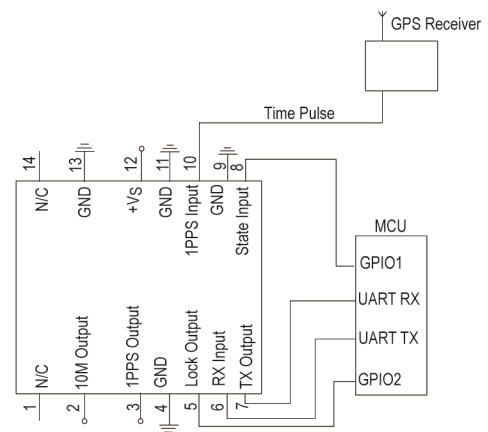 GPS Receiver
Time Pulse
14
13
12
11
10
9
8
N/C
GND
+VS
GND
1PPS Input
GND
State Input
MCU
GPIO1
UART RX
UART TX
GPIO2
N/C
10M Output
1PPS Output
GND
Lock Output
RX Input
TX Output
1
2
3
4
5
6
7